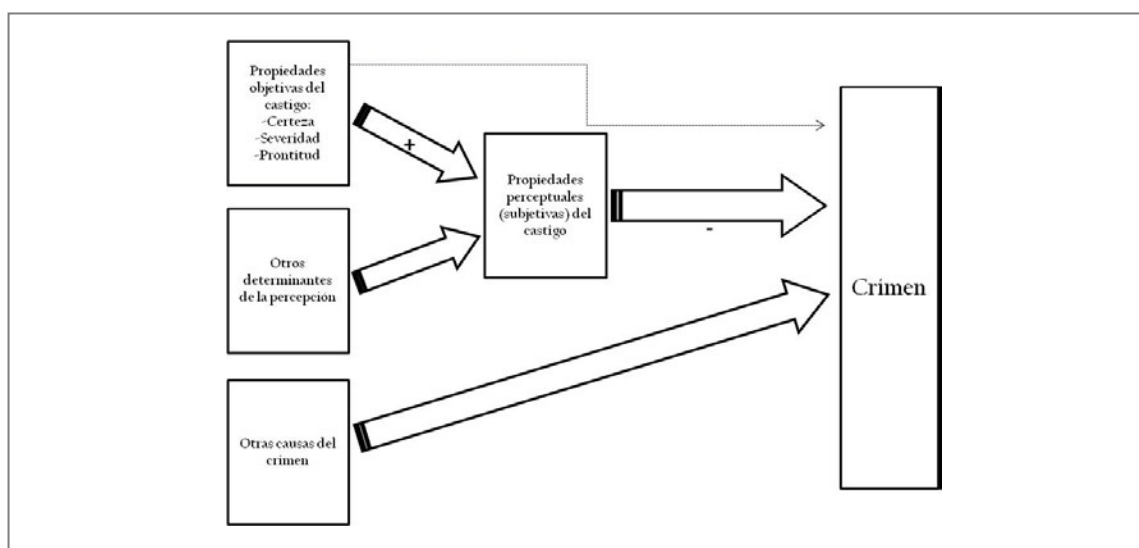 Propiedades
objetivas del
castigo:
-Certeza
-Severidad
-Prontitud
+
Propiedades
perceptuales
(subjetivas) del
castigo
-
Otros
determinantes
de la percepción
Crimen
Otras causas del
crimen